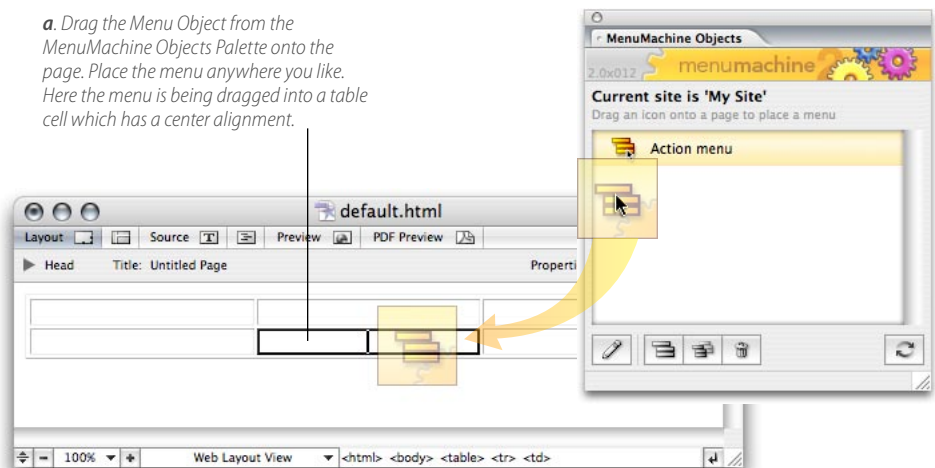 a. Drag the Menu Object from the
MenuMachine Objects Palette onto the
page. Place the menu anywhere you like.
Here the menu is being dragged into a table
cell which has a center alignment.
MenuMachine Objects
2.0x012 menumachine 2
Current site is 'My Site'
Drag an icon onto a page to place a menu
Action menu
default.html
Layout Source T Preview PDF Preview
Head Title: Untitled Page Properti
100% Web Layout View <html> <body> <table> <tr> <td>